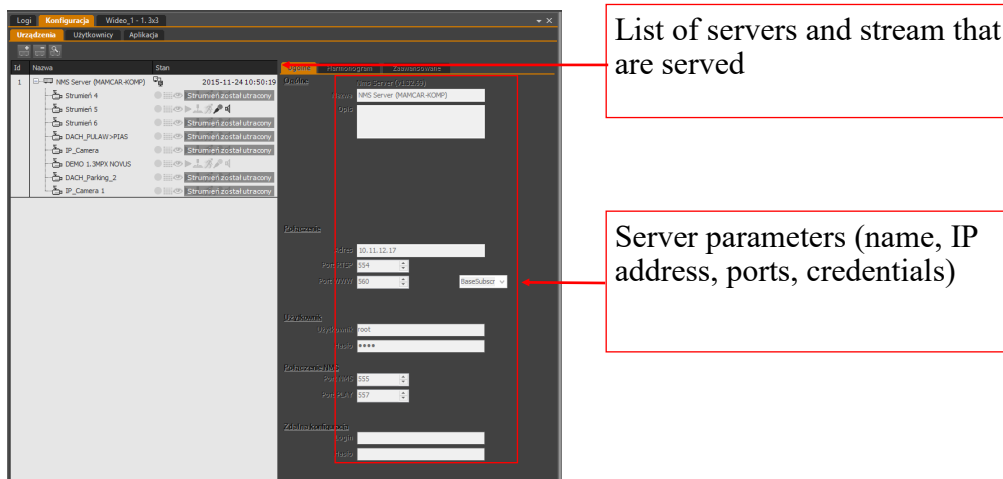 Logi Konfiguracja Wideo_1 - 1. 3x3
Urządzenia Użytkownicy Aplikacja
Id Nazwa Stan
1 NMS Server (MAMCAR-KOMP) 2015-11-24 10:50:19
Strumień 4 Strumień został utracony
Strumień 5
Strumień 6 Strumień został utracony
DACH_PULAW>PIAS Strumień został utracony
IP_Camera Strumień został utracony
DEMO 1.3MPX NOVUS
DACH_Parking_2 Strumień został utracony
IP_Camera 1 Strumień został utracony
Ogólne Harmonogram Zaawansowane
Ogólne
Nazwa NMS Server (MAMCAR-KOMP)
Opis
Połączenie
Adres 10.11.12.17
Port RTSP 554
Port WWW 560 BaseSubscr
Użytkownik
Użytkownik root
Hasło ●●●●
Połączenie NMS
Port NMS 555
Port PLAY 557
Zdalna konfiguracja
Login
Hasło
List of servers and stream that
are served
Server parameters (name, IP
address, ports, credentials)